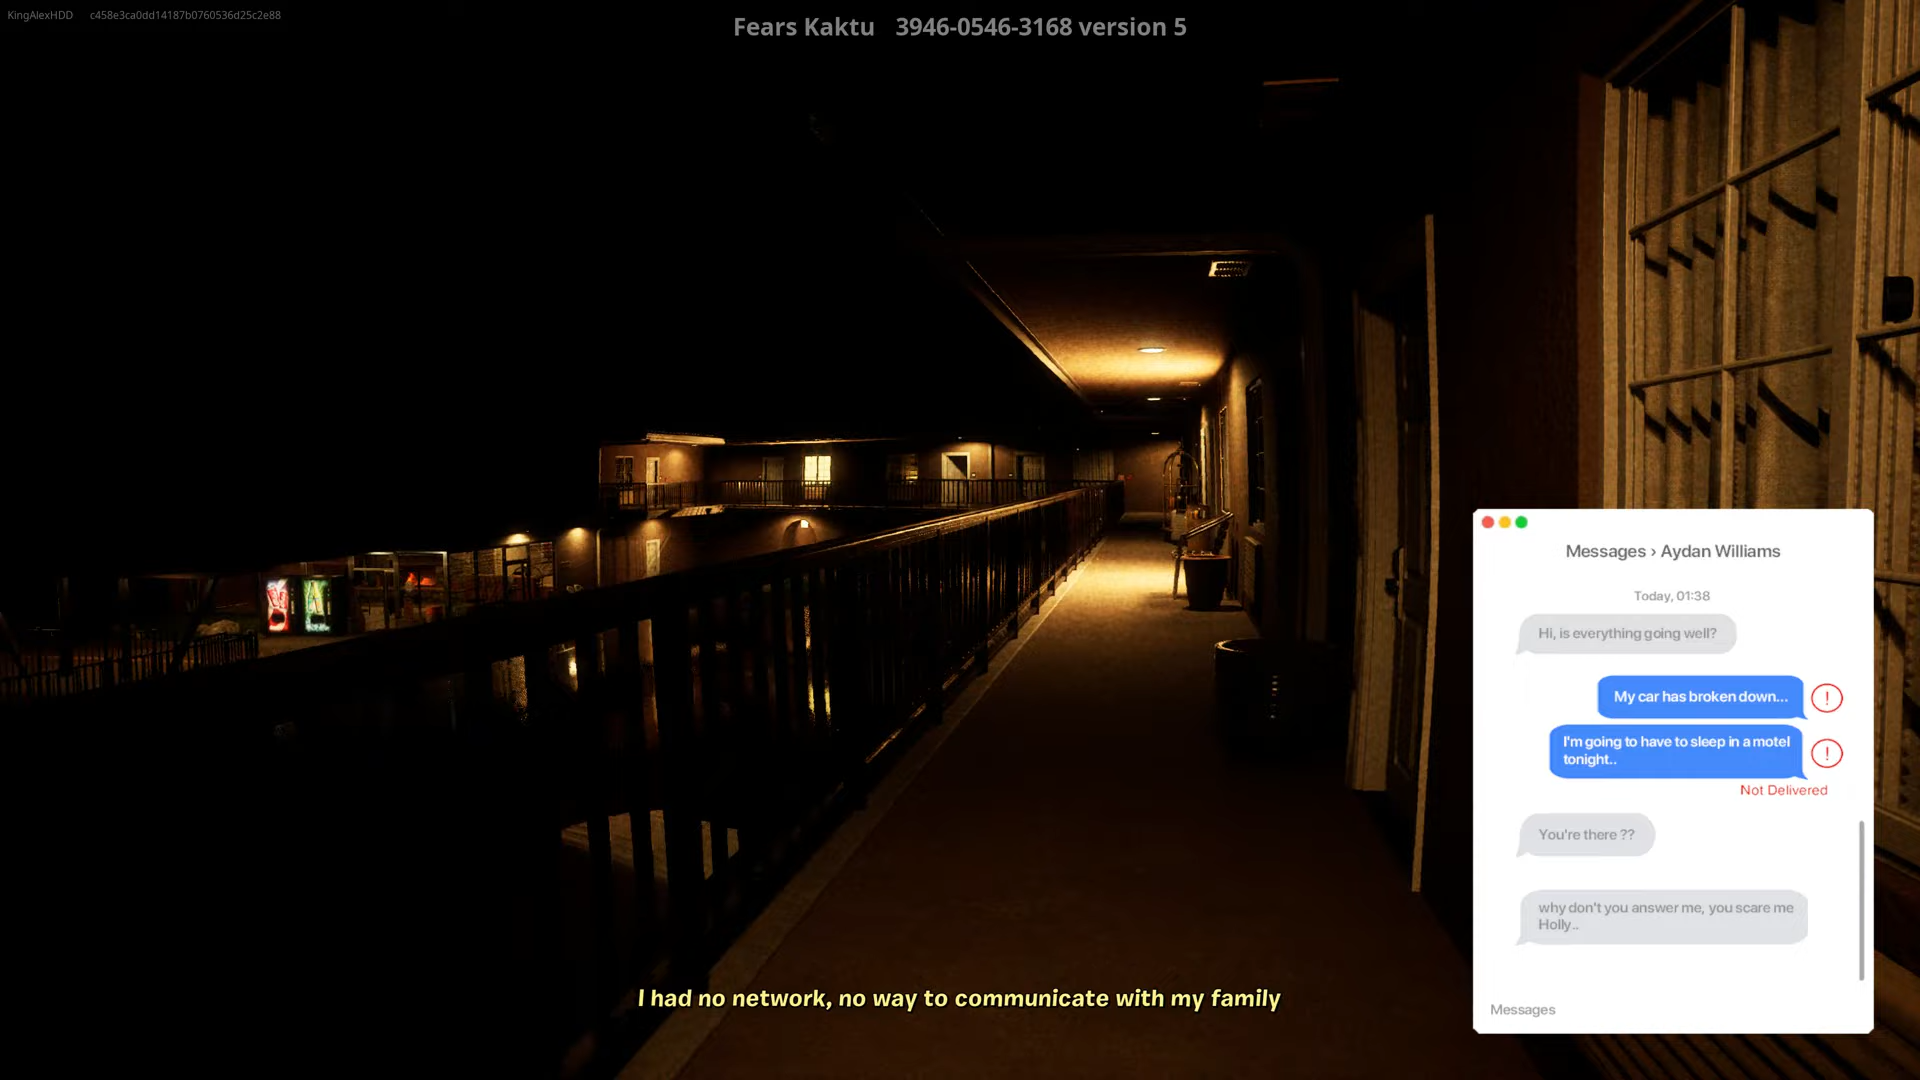 KingAlexHDD c458e3ca0dd14187b0760536d25c2e88
Fears Kaktu 3946-0546-3168 version 5
Messages › Aydan Williams
Today, 01:38
Hi, is everything going well?
My car has broken down... !
I'm going to have to sleep in a motel
tonight.. !
Not Delivered
You're there ??
why don't you answer me, you scare me
Holly..
I had no network, no way to communicate with my family
Messages